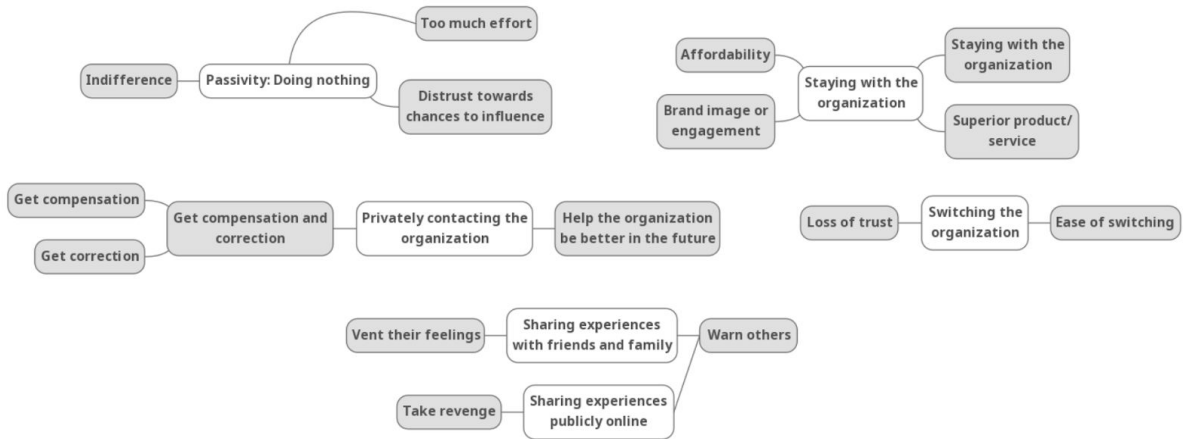 Too much effort
Indifference
Passivity: Doing nothing
Distrust towards
chances to influence
Affordability
Brand image or
engagement
Staying with the
organization
Staying with the
organization
Superior product/
service
Get compensation
Get correction
Get compensation and
correction
Privately contacting the
organization
Help the organization
be better in the future
Loss of trust
Switching the
organization
Ease of switching
Vent their feelings
Sharing experiences
with friends and family
Warn others
Take revenge
Sharing experiences
publicly online